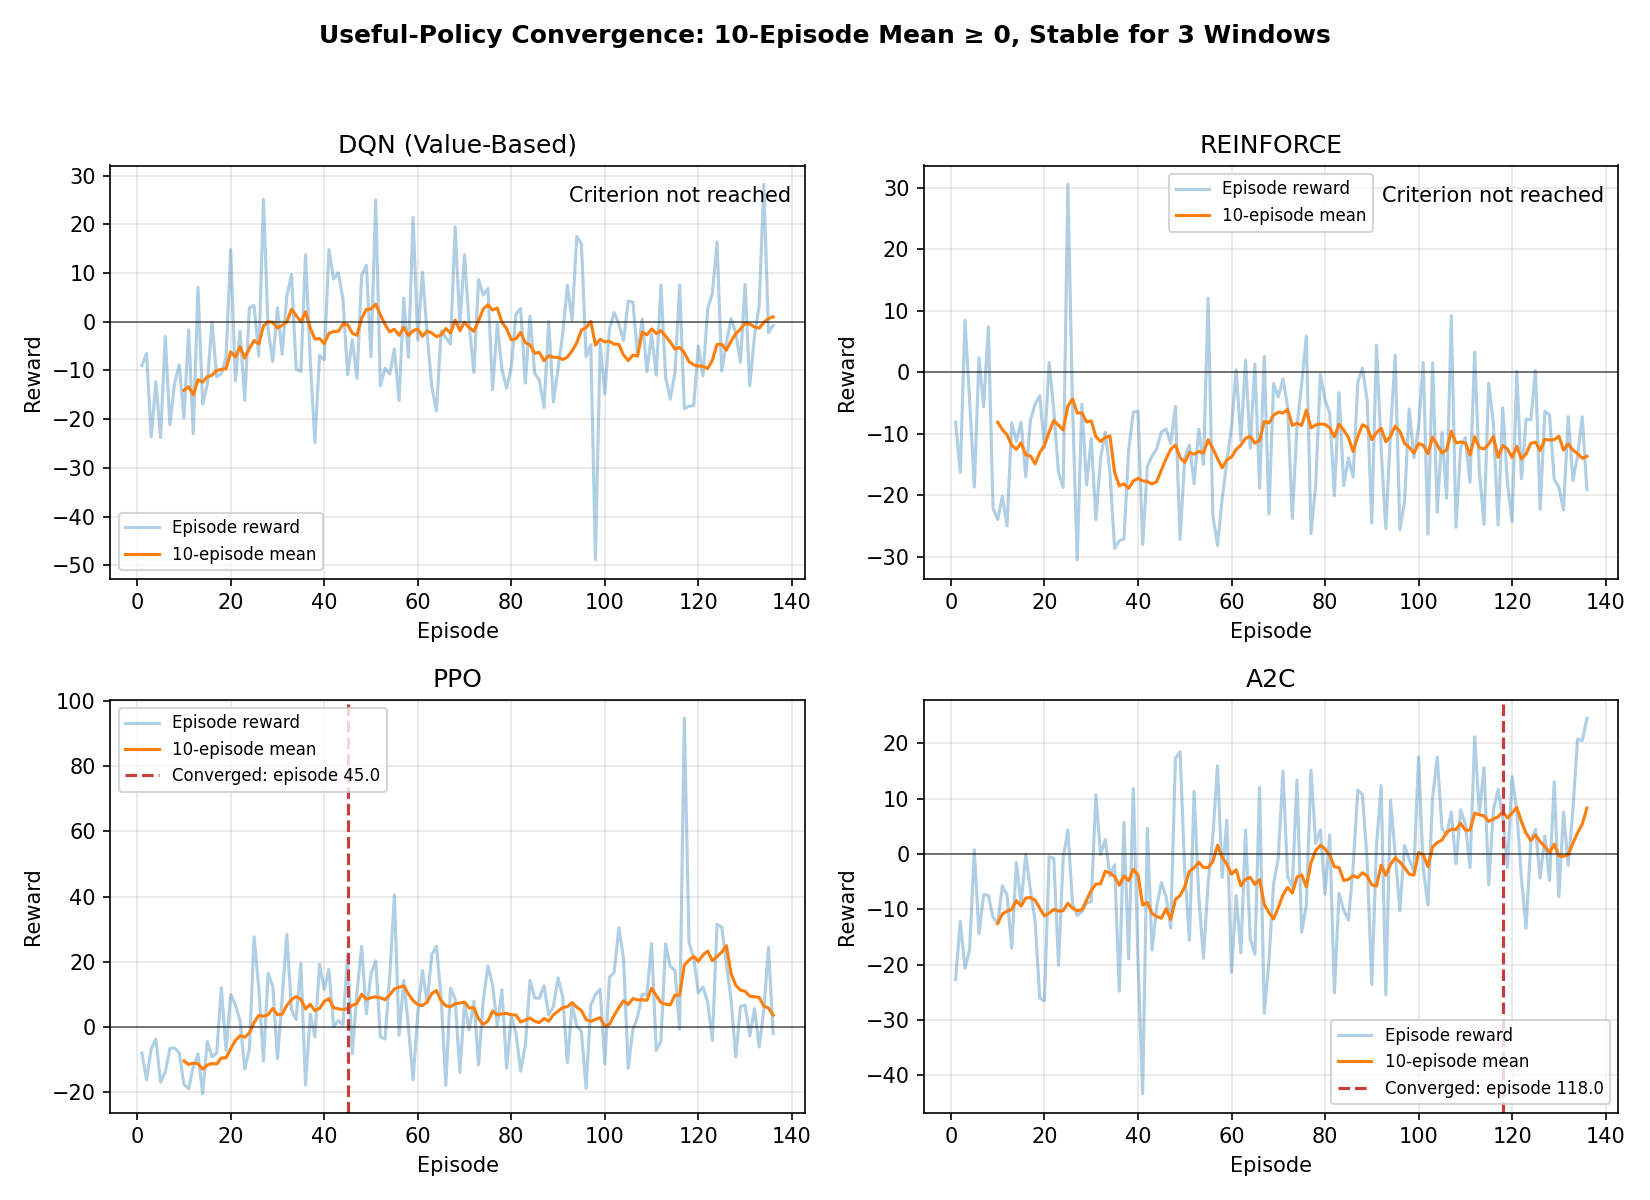 Useful-Policy Convergence: 10-Episode Mean ≥ 0, Stable for 3 Windows
DQN (Value-Based)
Criterion not reached
30
20
10
0
−10
−20
−30
−40
−50
Reward
Episode reward
10-episode mean
0 20 40 60 80 100 120 140
Episode
REINFORCE
Episode reward
10-episode mean
Criterion not reached
30
20
10
0
−10
−20
−30
Reward
0 20 40 60 80 100 120 140
Episode
PPO
Episode reward
10-episode mean
Converged: episode 45.0
100
80
60
40
20
0
−20
Reward
0 20 40 60 80 100 120 140
Episode
A2C
20
10
0
−10
−20
−30
−40
Reward
Episode reward
10-episode mean
Converged: episode 118.0
0 20 40 60 80 100 120 140
Episode